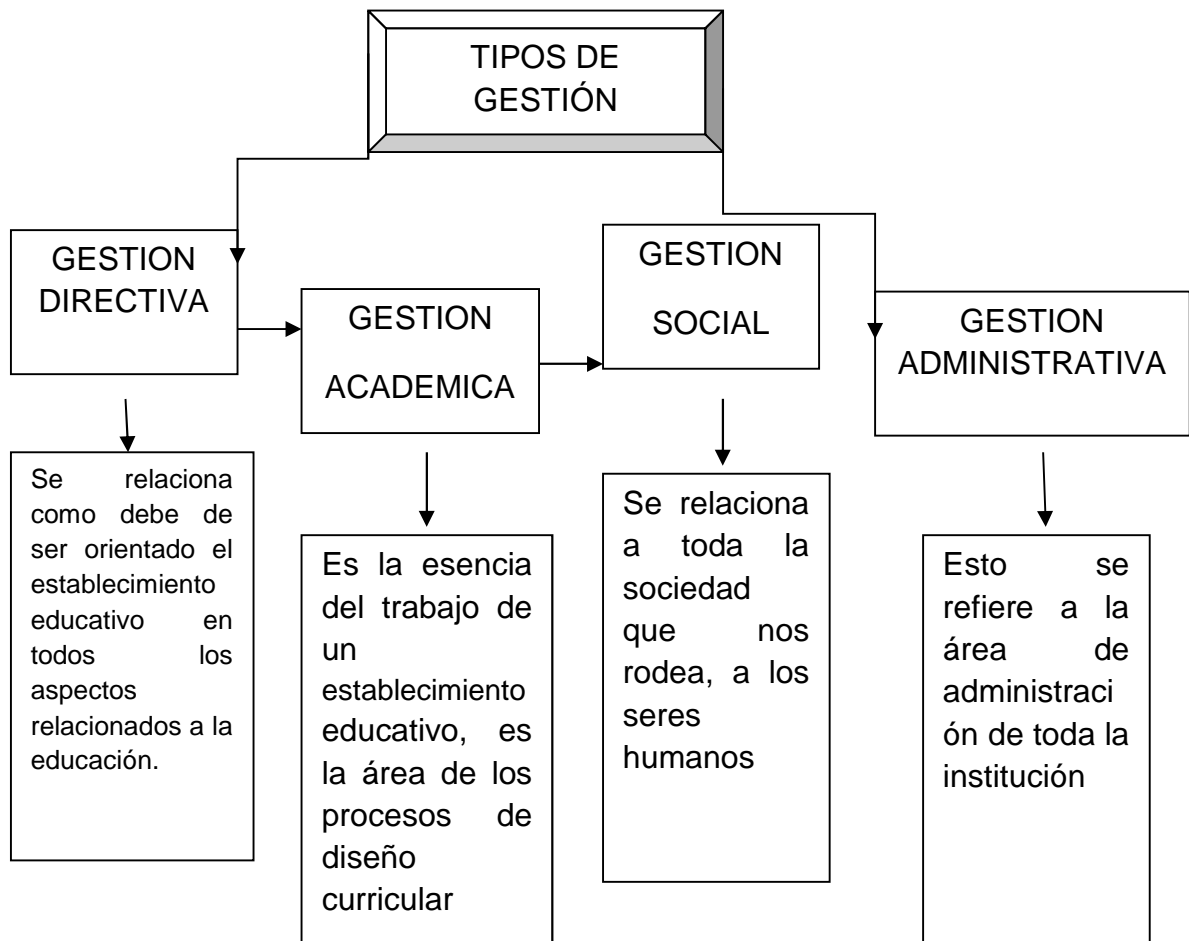 TIPOS DE
GESTIÓN
GESTION
DIRECTIVA
GESTION
ACADEMICA
GESTION
SOCIAL
GESTION
ADMINISTRATIVA
Se relaciona
como debe de
ser orientado el
establecimiento
educativo en
todos los
aspectos
relacionados a la
educación.
Es la esencia
del trabajo de
un
establecimiento
educativo, es
la área de los
procesos de
diseño
curricular
Se relaciona
a toda la
sociedad
que nos
rodea, a los
seres
humanos
Esto se
refiere a la
área de
administraci
ón de toda la
institución